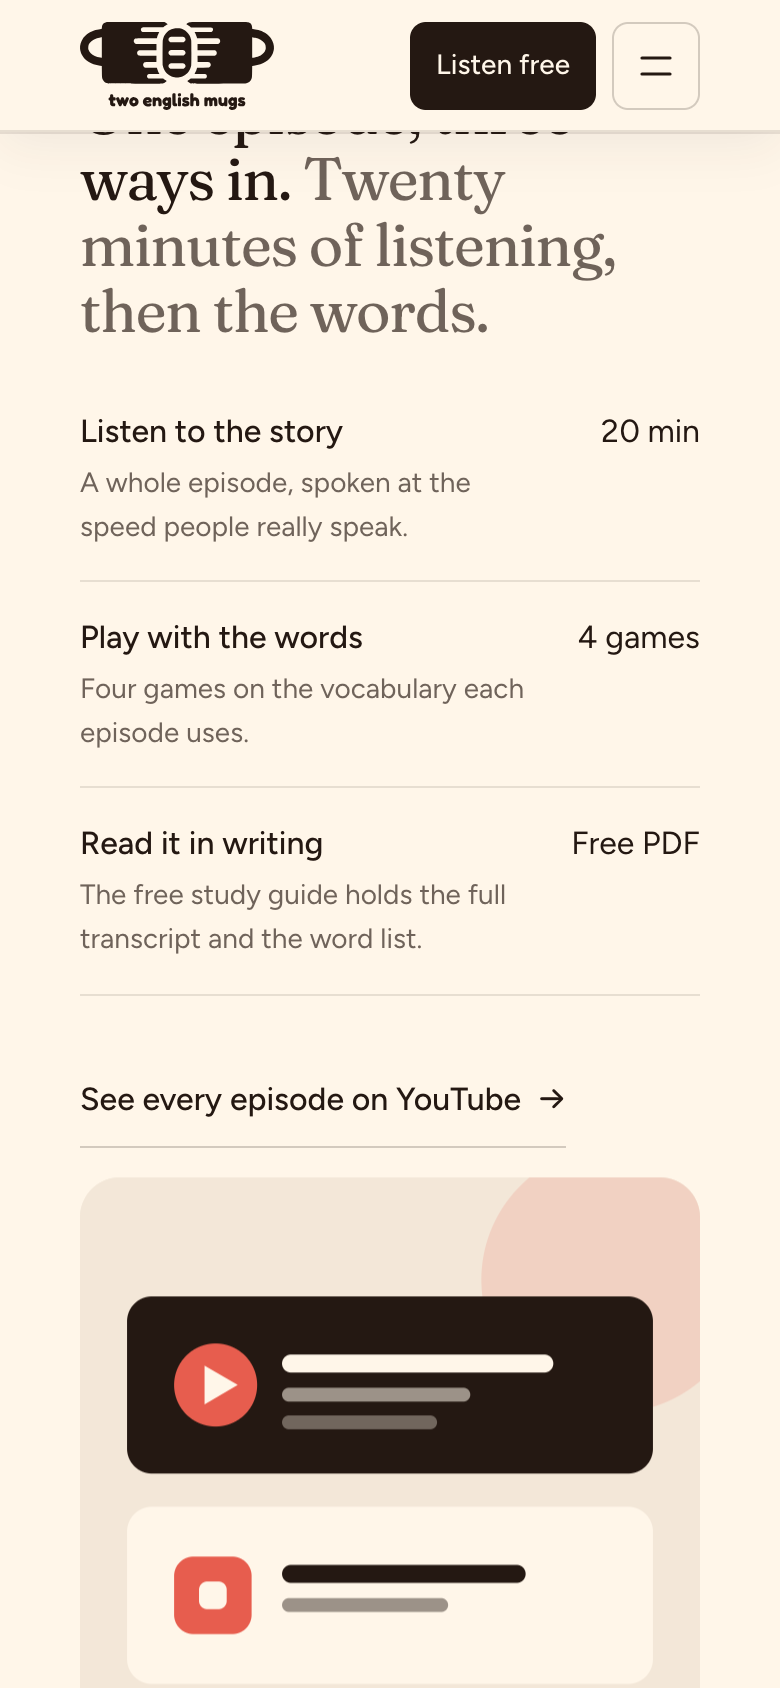 two english mugs
Listen free
One episode, three
ways in. Twenty
minutes of listening,
then the words.
Listen to the story
20 min
A whole episode, spoken at the
speed people really speak.
Play with the words
4 games
Four games on the vocabulary each
episode uses.
Read it in writing
Free PDF
The free study guide holds the full
transcript and the word list.
See every episode on YouTube →